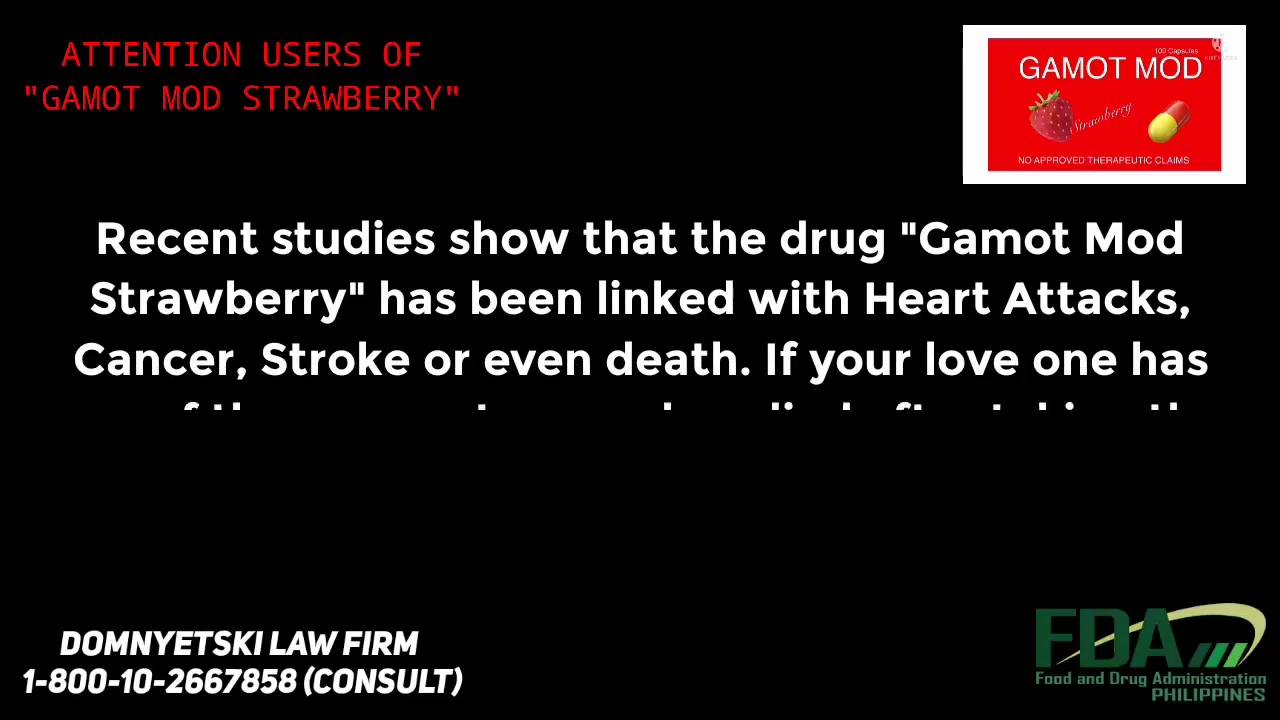 ATTENTION USERS OF
"GAMOT MOD STRAWBERRY"
100 Capsules
GAMOT MOD
Strawberry
NO APPROVED THERAPEUTIC CLAIMS
Recent studies show that the drug "Gamot Mod
Strawberry" has been linked with Heart Attacks,
Cancer, Stroke or even death. If your love one has
DOMNYETSKI LAW FIRM
1-800-10-2667858 (CONSULT)
FDA
Food and Drug Administration
PHILIPPINES